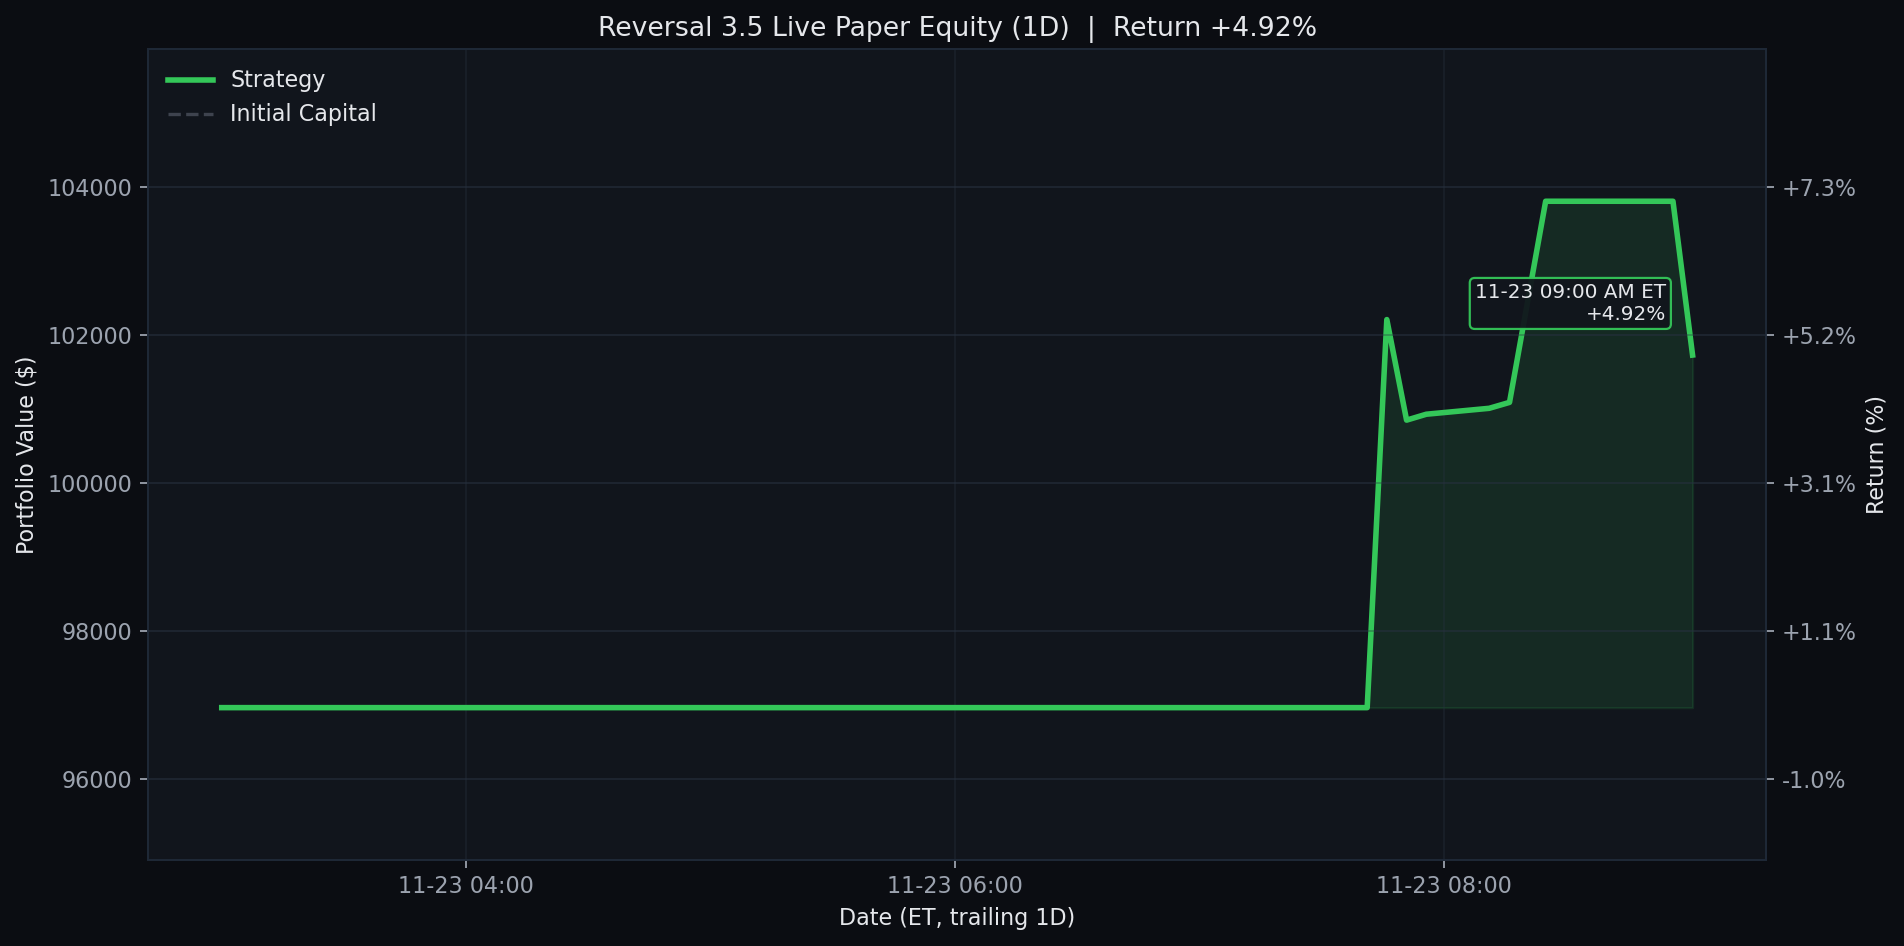 Reversal 3.5 Live Paper Equity (1D)  |  Return +4.92%
Strategy
Initial Capital
104000
102000
100000
98000
96000
Portfolio Value ($)
+7.3%
+5.2%
+3.1%
+1.1%
-1.0%
Return (%)
11-23 09:00 AM ET
+4.92%
11-23 04:00
11-23 06:00
11-23 08:00
Date (ET, trailing 1D)